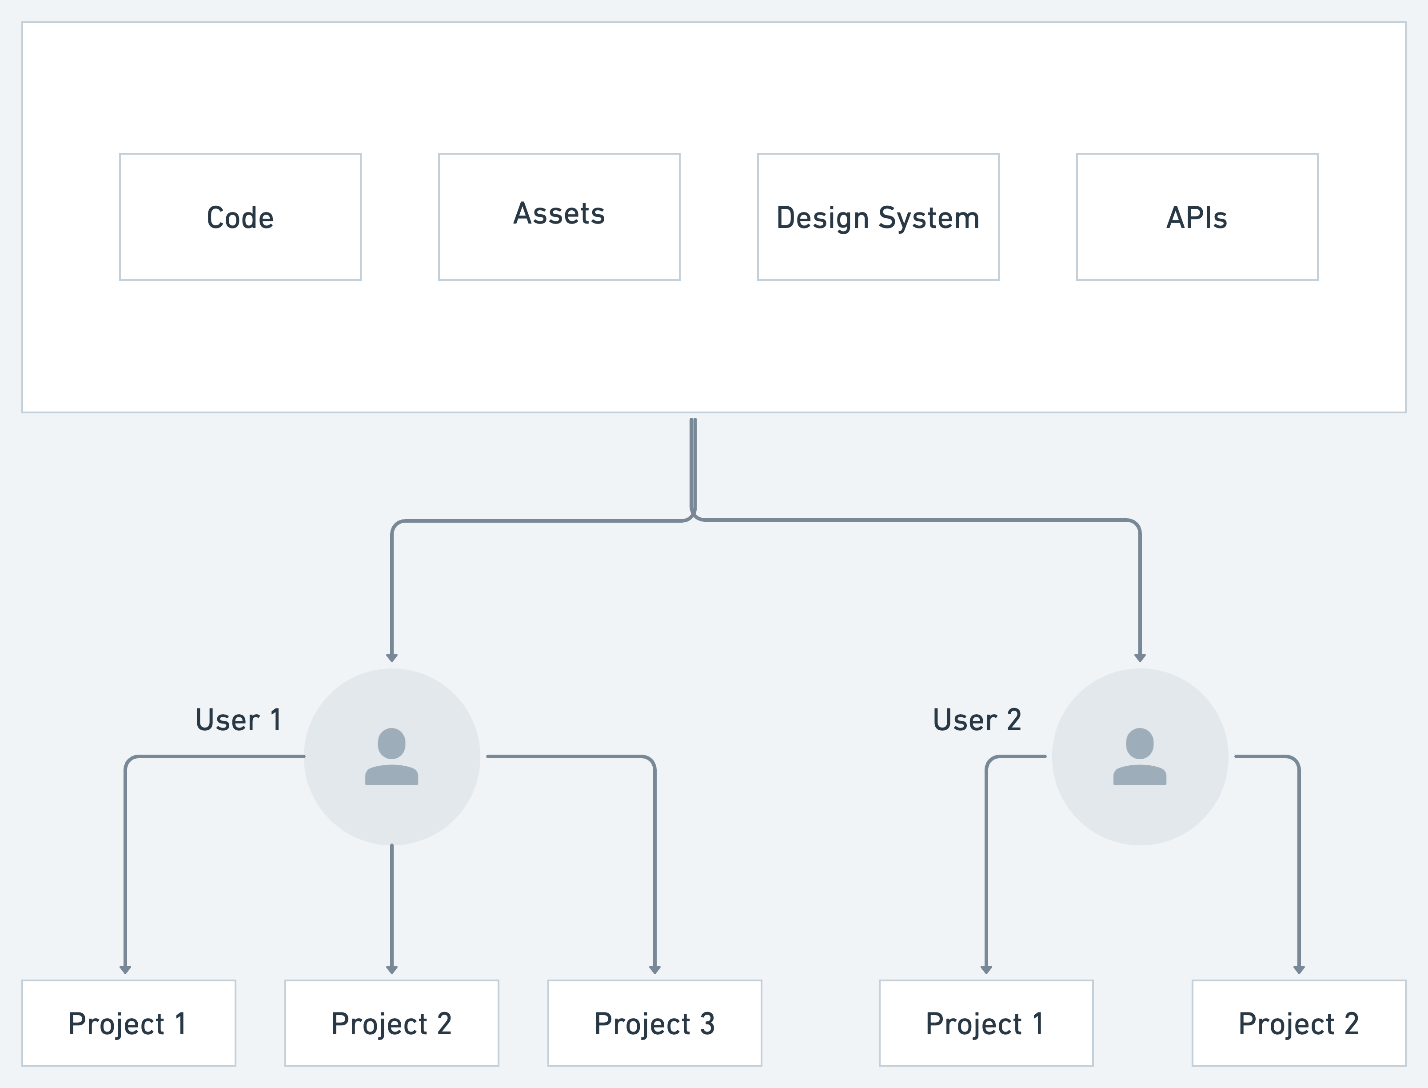 Code
Assets
Design System
APIs
User 1
User 2
Project 1
Project 2
Project 3
Project 1
Project 2